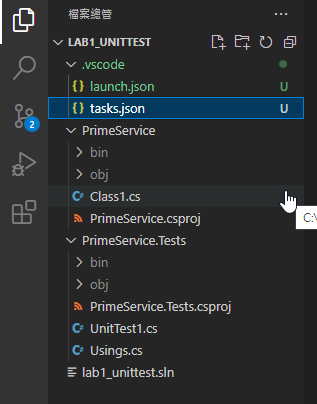 檔案總管
LAB1_UNITTEST
.vscode
launch.json U
tasks.json U
2
PrimeService
bin
obj
Class1.cs
C:\
PrimeService.csproj
PrimeService.Tests
bin
obj
PrimeService.Tests.csproj
UnitTest1.cs
Usings.cs
lab1_unittest.sln